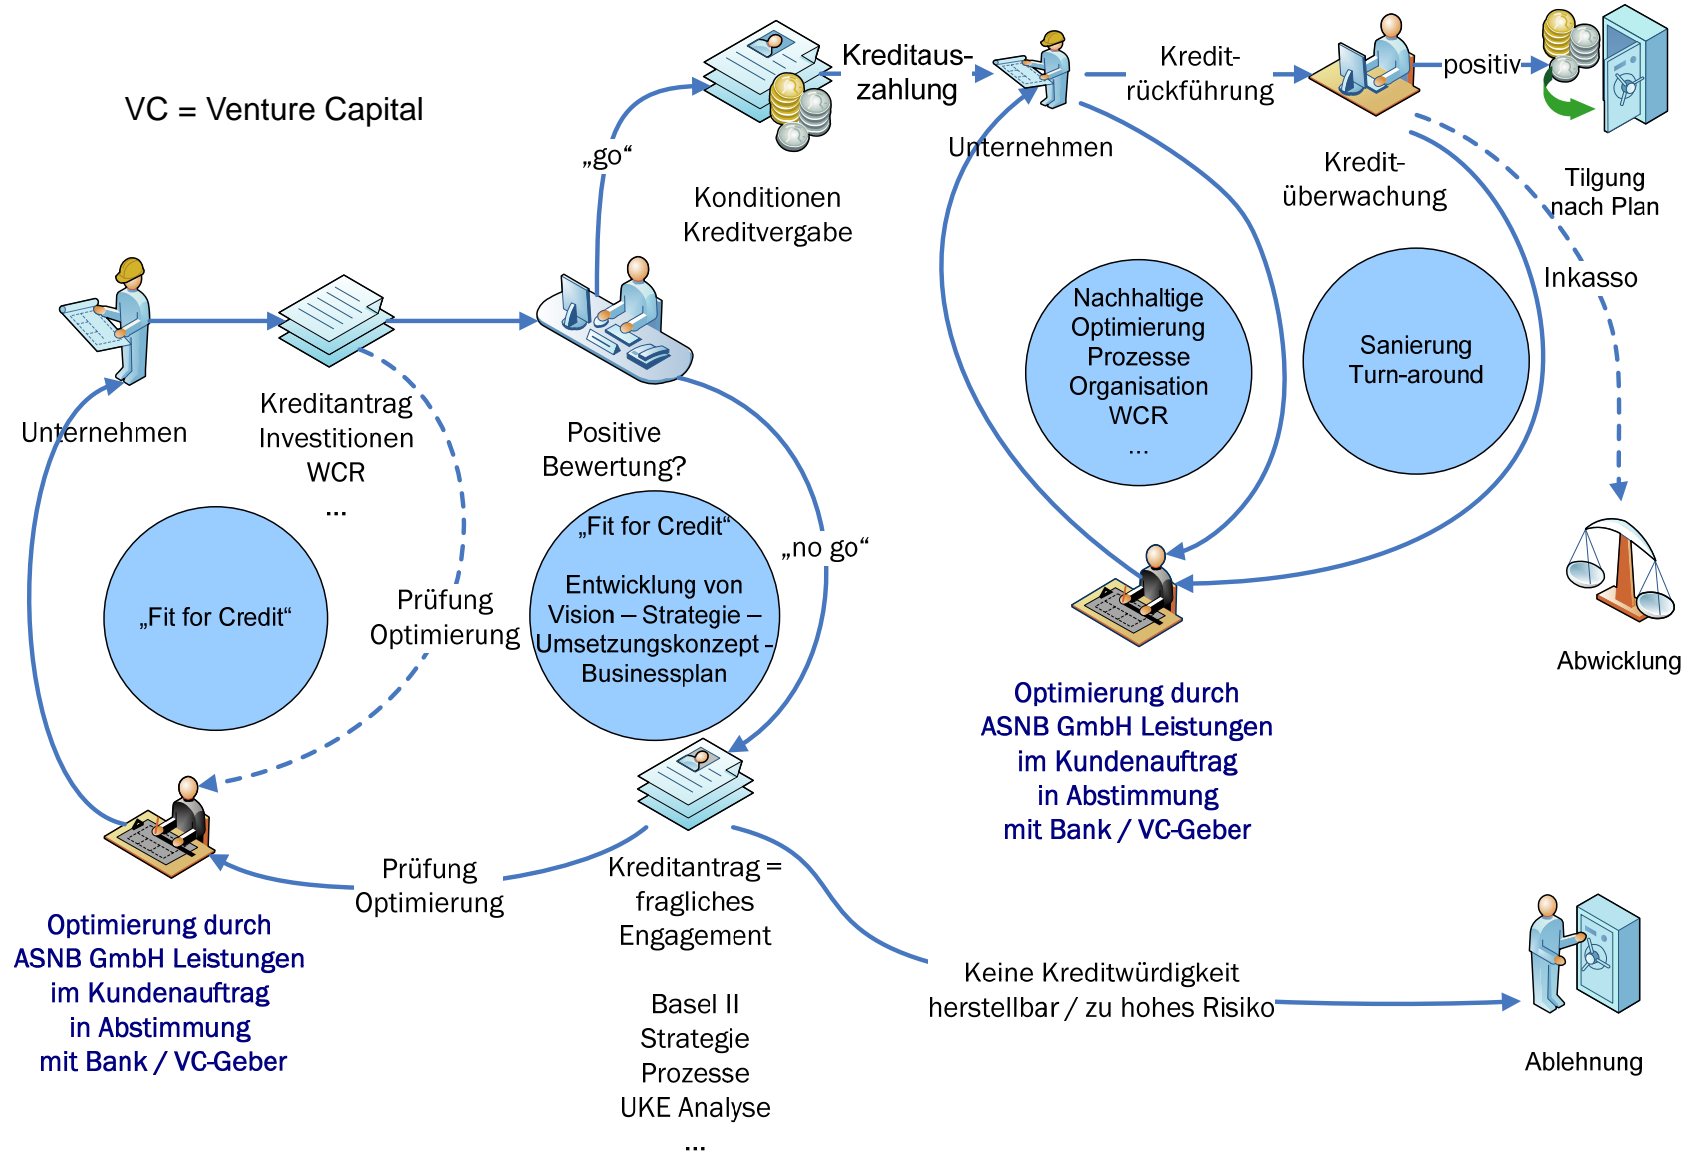 VC = Venture Capital
„go“
Konditionen
Kreditvergabe
Kreditaus-
zahlung
Unternehmen
Kredit-
rückführung
Kredit-
überwachung
positiv
Tilgung
nach Plan
Inkasso
Nachhaltige
Optimierung
Prozesse
Organisation
WCR
...
Sanierung
Turn-around
Abwicklung
Optimierung durch
ASNB GmbH Leistungen
im Kundenauftrag
in Abstimmung
mit Bank / VC-Geber
Unternehmen
Kreditantrag
Investitionen
WCR
...
Positive
Bewertung?
„Fit for Credit“
Prüfung
Optimierung
„Fit for Credit“
Entwicklung von
Vision – Strategie –
Umsetzungskonzept -
Businessplan
„no go“
Optimierung durch
ASNB GmbH Leistungen
im Kundenauftrag
in Abstimmung
mit Bank / VC-Geber
Prüfung
Optimierung
Kreditantrag =
fragliches
Engagement
Basel II
Strategie
Prozesse
UKE Analyse
...
Keine Kreditwürdigkeit
herstellbar / zu hohes Risiko
Ablehnung